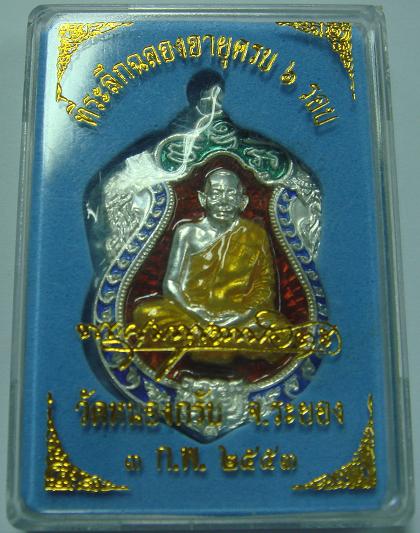 ที่ระลึกฉลองอายุครบ ๖ รอบ
วัดหนองกรับ จ.ระยอง
๓ ก.พ. ๒๕๕๓